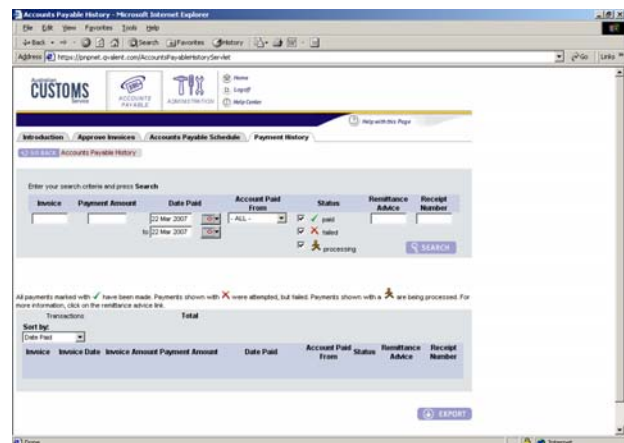 Accounts Payable History - Microsoft Internet Explorer
File Edit View Favorites Tools Help
Back Search Favorites History
Address https://pnpnet.qvalent.com/AccountsPayableHistoryServlet Go Links
Australian CUSTOMS Service
ACCOUNTS PAYABLE
ADMINISTRATION
Home
Logoff
Help Center
Help with this Page
Introduction Approve Invoices Accounts Payable Schedule Payment History
GO BACK Accounts Payable History
Enter your search criteria and press Search
Invoice Payment Amount Date Paid Account Paid From Status Remittance Advice Receipt Number
22 Mar 2007 - ALL - paid
to 22 Mar 2007 failed
processing SEARCH
All payments marked with have been made. Payments shown with were attempted, but failed. Payments shown with a are being processed. For
more information, click on the remittance advice link.
Transactions Total
Sort by:
Date Paid
Invoice Invoice Date Invoice Amount Payment Amount Date Paid Account Paid From Status Remittance Advice Receipt Number
EXPORT
Done Internet